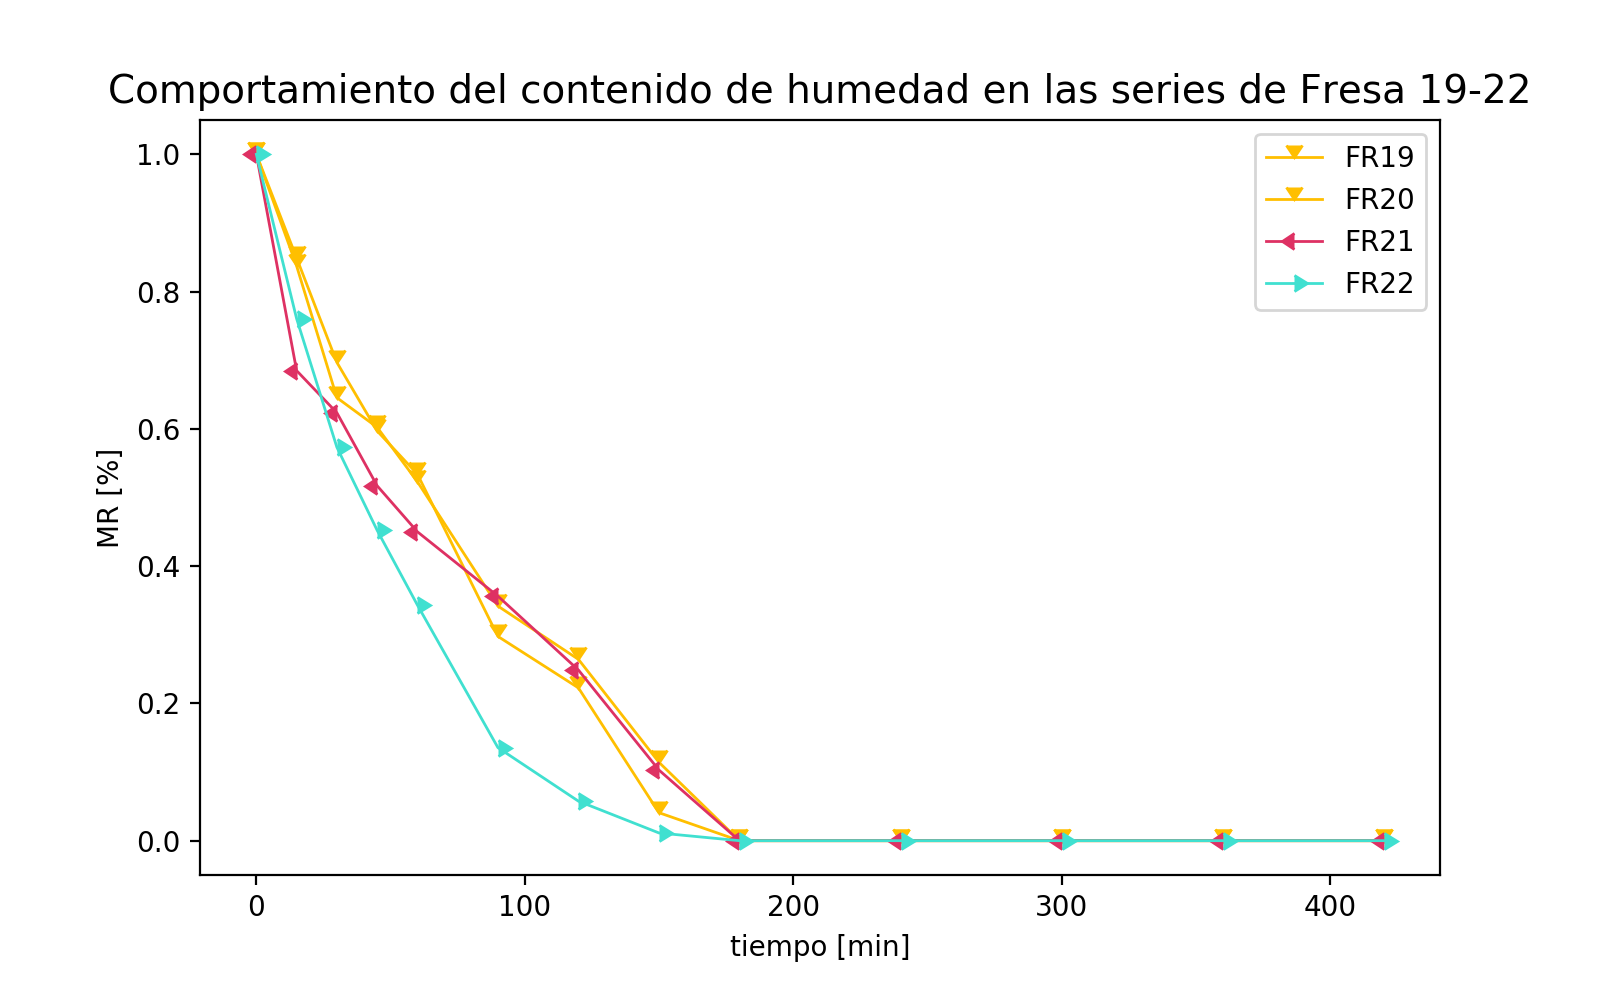 Comportamiento del contenido de humedad en las series de Fresa 19-22
FR19
FR20
FR21
FR22
1.0
0.8
0.6
0.4
0.2
0.0
MR [%]
0 100 200 300 400
tiempo [min]